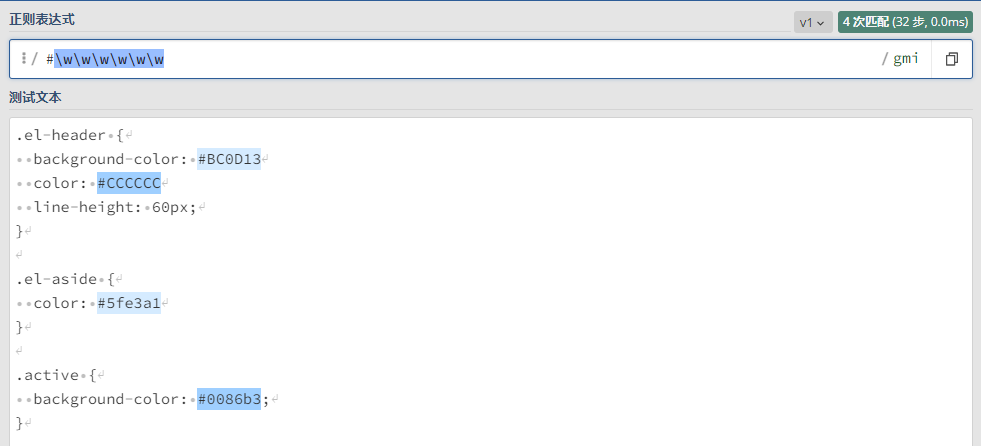 正则表达式
v1 4 次匹配 (32 步, 0.0ms)
/ #\w\w\w\w\w\w / gmi
测试文本
.el-header {
  background-color: #BC0D13
  color: #CCCCCC
  line-height: 60px;
}

.el-aside {
  color: #5fe3a1
}

.active {
  background-color: #0086b3;
}